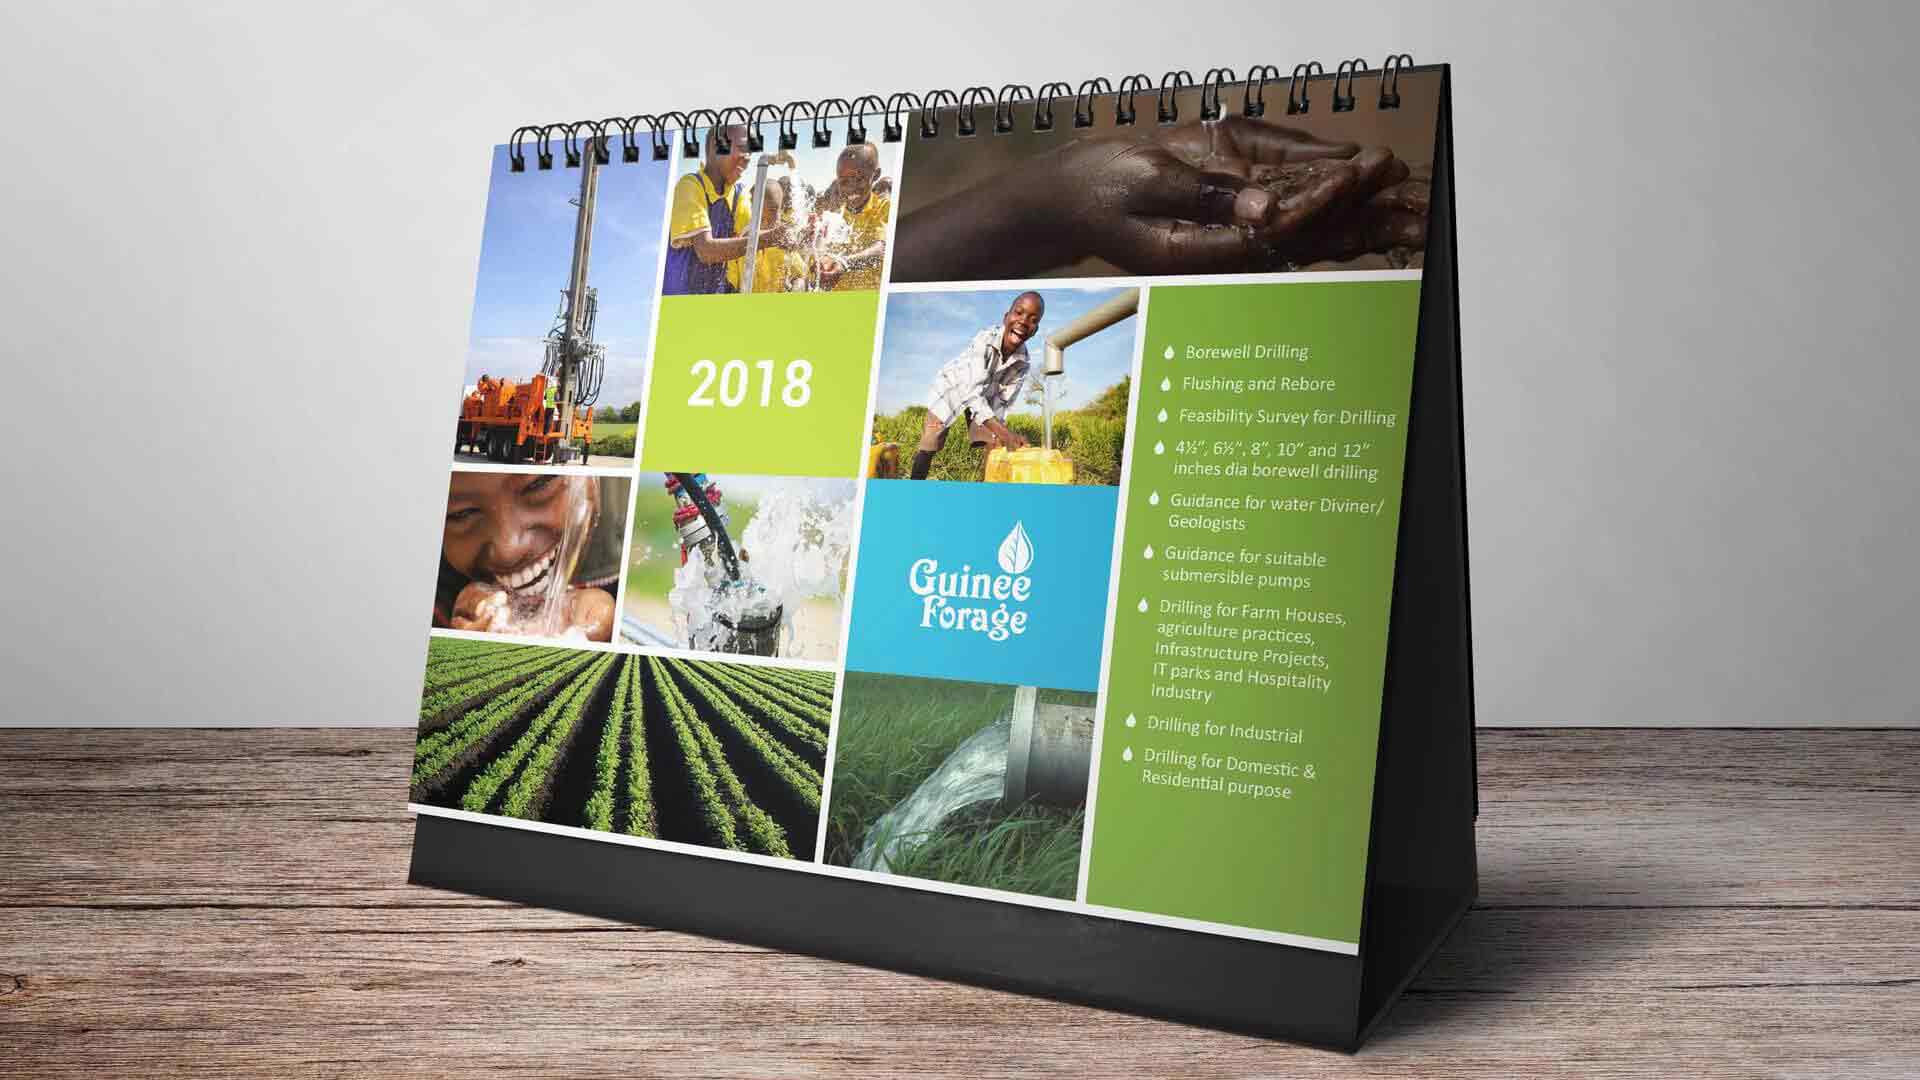 2018
Guinee
Forage
Borewell Drilling
Flushing and Rebore
Feasibility Survey for Drilling
4½”, 6½”, 8”, 10” and 12”
inches dia borewell drilling
Guidance for water Diviner/
Geologists
Guidance for suitable
submersible pumps
Drilling for Farm Houses,
agriculture practices,
Infrastructure Projects,
IT parks and Hospitality
Industry
Drilling for Industrial
Drilling for Domestic &
Residential purpose